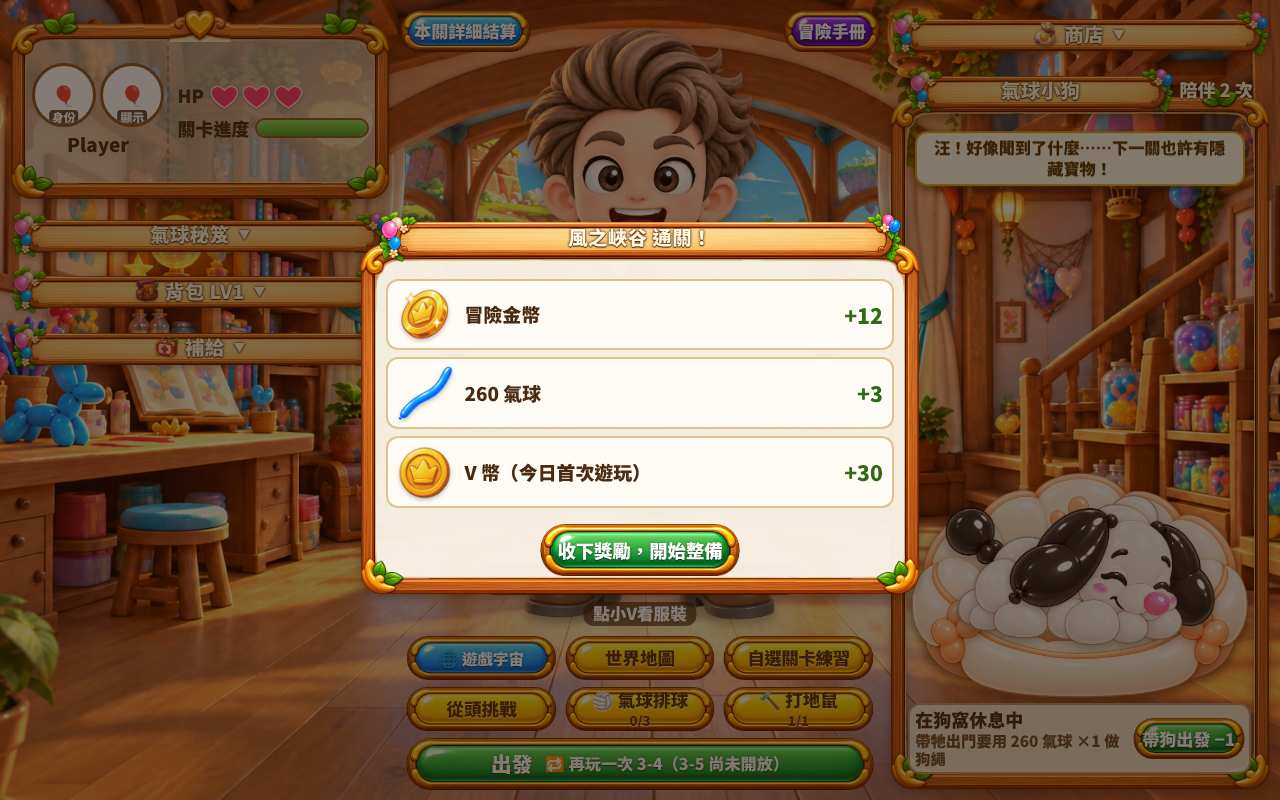 本關詳細結算
冒險手冊
商店 ▼
身份
顯示
Player
HP
關卡進度
氣球小狗
陪伴 2 次
汪！好像聞到了什麼……下一關也許有隱
藏寶物！
氣球秘笈 ▼
背包 LV1 ▼
補給 ▼
風之峽谷 通關！
冒險金幣
+12
260 氣球
+3
V 幣（今日首次遊玩）
+30
收下獎勵，開始整備
點小V看服裝
遊戲宇宙
世界地圖
自選關卡練習
從頭挑戰
氣球排球
0/3
打地鼠
1/1
出發 再玩一次 3-4（3-5 尚未開放）
在狗窩休息中
帶牠出門要用 260 氣球 ×1 做
狗繩
帶狗出發 −1